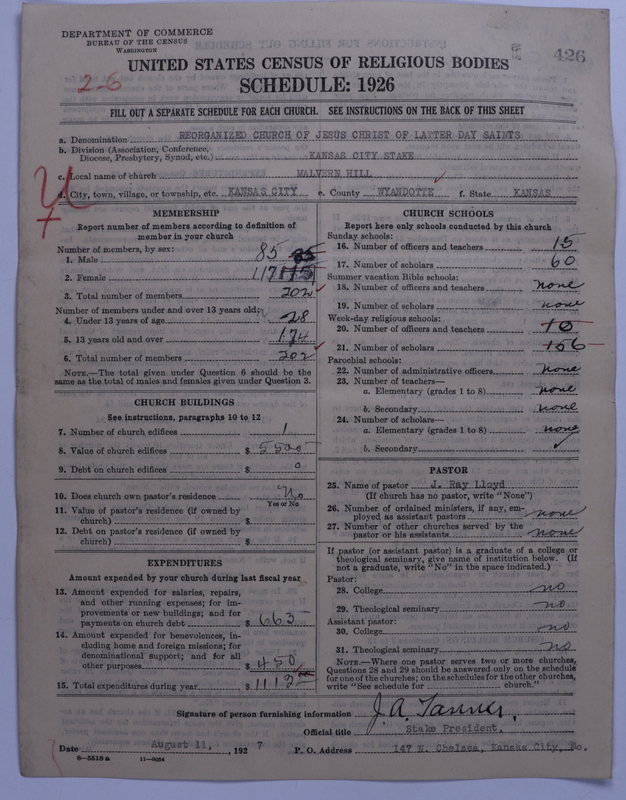 DEPARTMENT OF COMMERCE
BUREAU OF THE CENSUS
WASHINGTON
426
2-6
UNITED STATES CENSUS OF RELIGIOUS BODIES
SCHEDULE: 1926
FILL OUT A SEPARATE SCHEDULE FOR EACH CHURCH. SEE INSTRUCTIONS ON THE BACK OF THIS SHEET
a. Denomination REORGANIZED CHURCH OF JESUS CHRIST OF LATTER DAY SAINTS
b. Division (Association, Conference,
Diocese, Presbytery, Synod, etc.) KANSAS CITY STAKE
c. Local name of church MALVERN HILL
d. City, town, village, or township, etc. KANSAS CITY e. County WYANDOTTE f. State KANSAS
MEMBERSHIP
Report number of members according to definition of
member in your church
Number of members, by sex:
1. Male 85
2. Female 117
3. Total number of members 202
Number of members under and over 13 years old:
4. Under 13 years of age 28
5. 13 years old and over 174
6. Total number of members 202
NOTE.—The total given under Question 6 should be
same as the total of males and females given under Question 3.
CHURCH BUILDINGS
See instructions, paragraphs 10 to 12
7. Number of church edifices 1
8. Value of church edifices $ 5500
9. Debt on church edifices $ 0
10. Does church own pastor's residence No
Yes or No
11. Value of pastor's residence (if owned by
church) $
12. Debt on pastor's residence (if owned by
church) $
EXPENDITURES
Amount expended by your church during last fiscal year
13. Amount expended for salaries, repairs,
and other running expenses; for im-
provements or new buildings; and for
payments on church debt $ 663
14. Amount expended for benevolences, in-
cluding home and foreign missions; for
denominational support; and for all
other purposes $ 450
15. Total expenditures during year $ 1113
CHURCH SCHOOLS
Report here only schools conducted by this church
Sunday schools:
16. Number of officers and teachers 15
17. Number of scholars 60
Summer vacation Bible schools:
18. Number of officers and teachers none
19. Number of scholars none
Week-day religious schools:
20. Number of officers and teachers 10
21. Number of scholars 156
Parochial schools:
22. Number of administrative officers none
23. Number of teachers—
a. Elementary (grades 1 to 8) none
b. Secondary none
24. Number of scholars—
a. Elementary (grades 1 to 8) none
b. Secondary
PASTOR
25. Name of pastor J. Ray Lloyd
(If church has no pastor, write "None")
26. Number of ordained ministers, if any, em-
ployed as assistant pastors none
27. Number of other churches served by the
pastor or his assistants none
If pastor (or assistant pastor) is a graduate of a college or
theological seminary, give name of institution below. (If
not a graduate, write "No" in the space indicated.)
Pastor:
28. College no
29. Theological seminary no
Assistant pastor:
30. College no
31. Theological seminary no
NOTE.—Where one pastor serves two or more churches,
Questions 28 and 29 should be answered only on the schedule
for one of the churches; on the schedules for the other churches,
write "See schedule for church."
Signature of person furnishing information J. A. Tanner.
Official title Stake President.
Date August 11, 1927 P. O. Address 147 N. Chelsea, Kansas City, Mo.
8—5518 a 11—9064